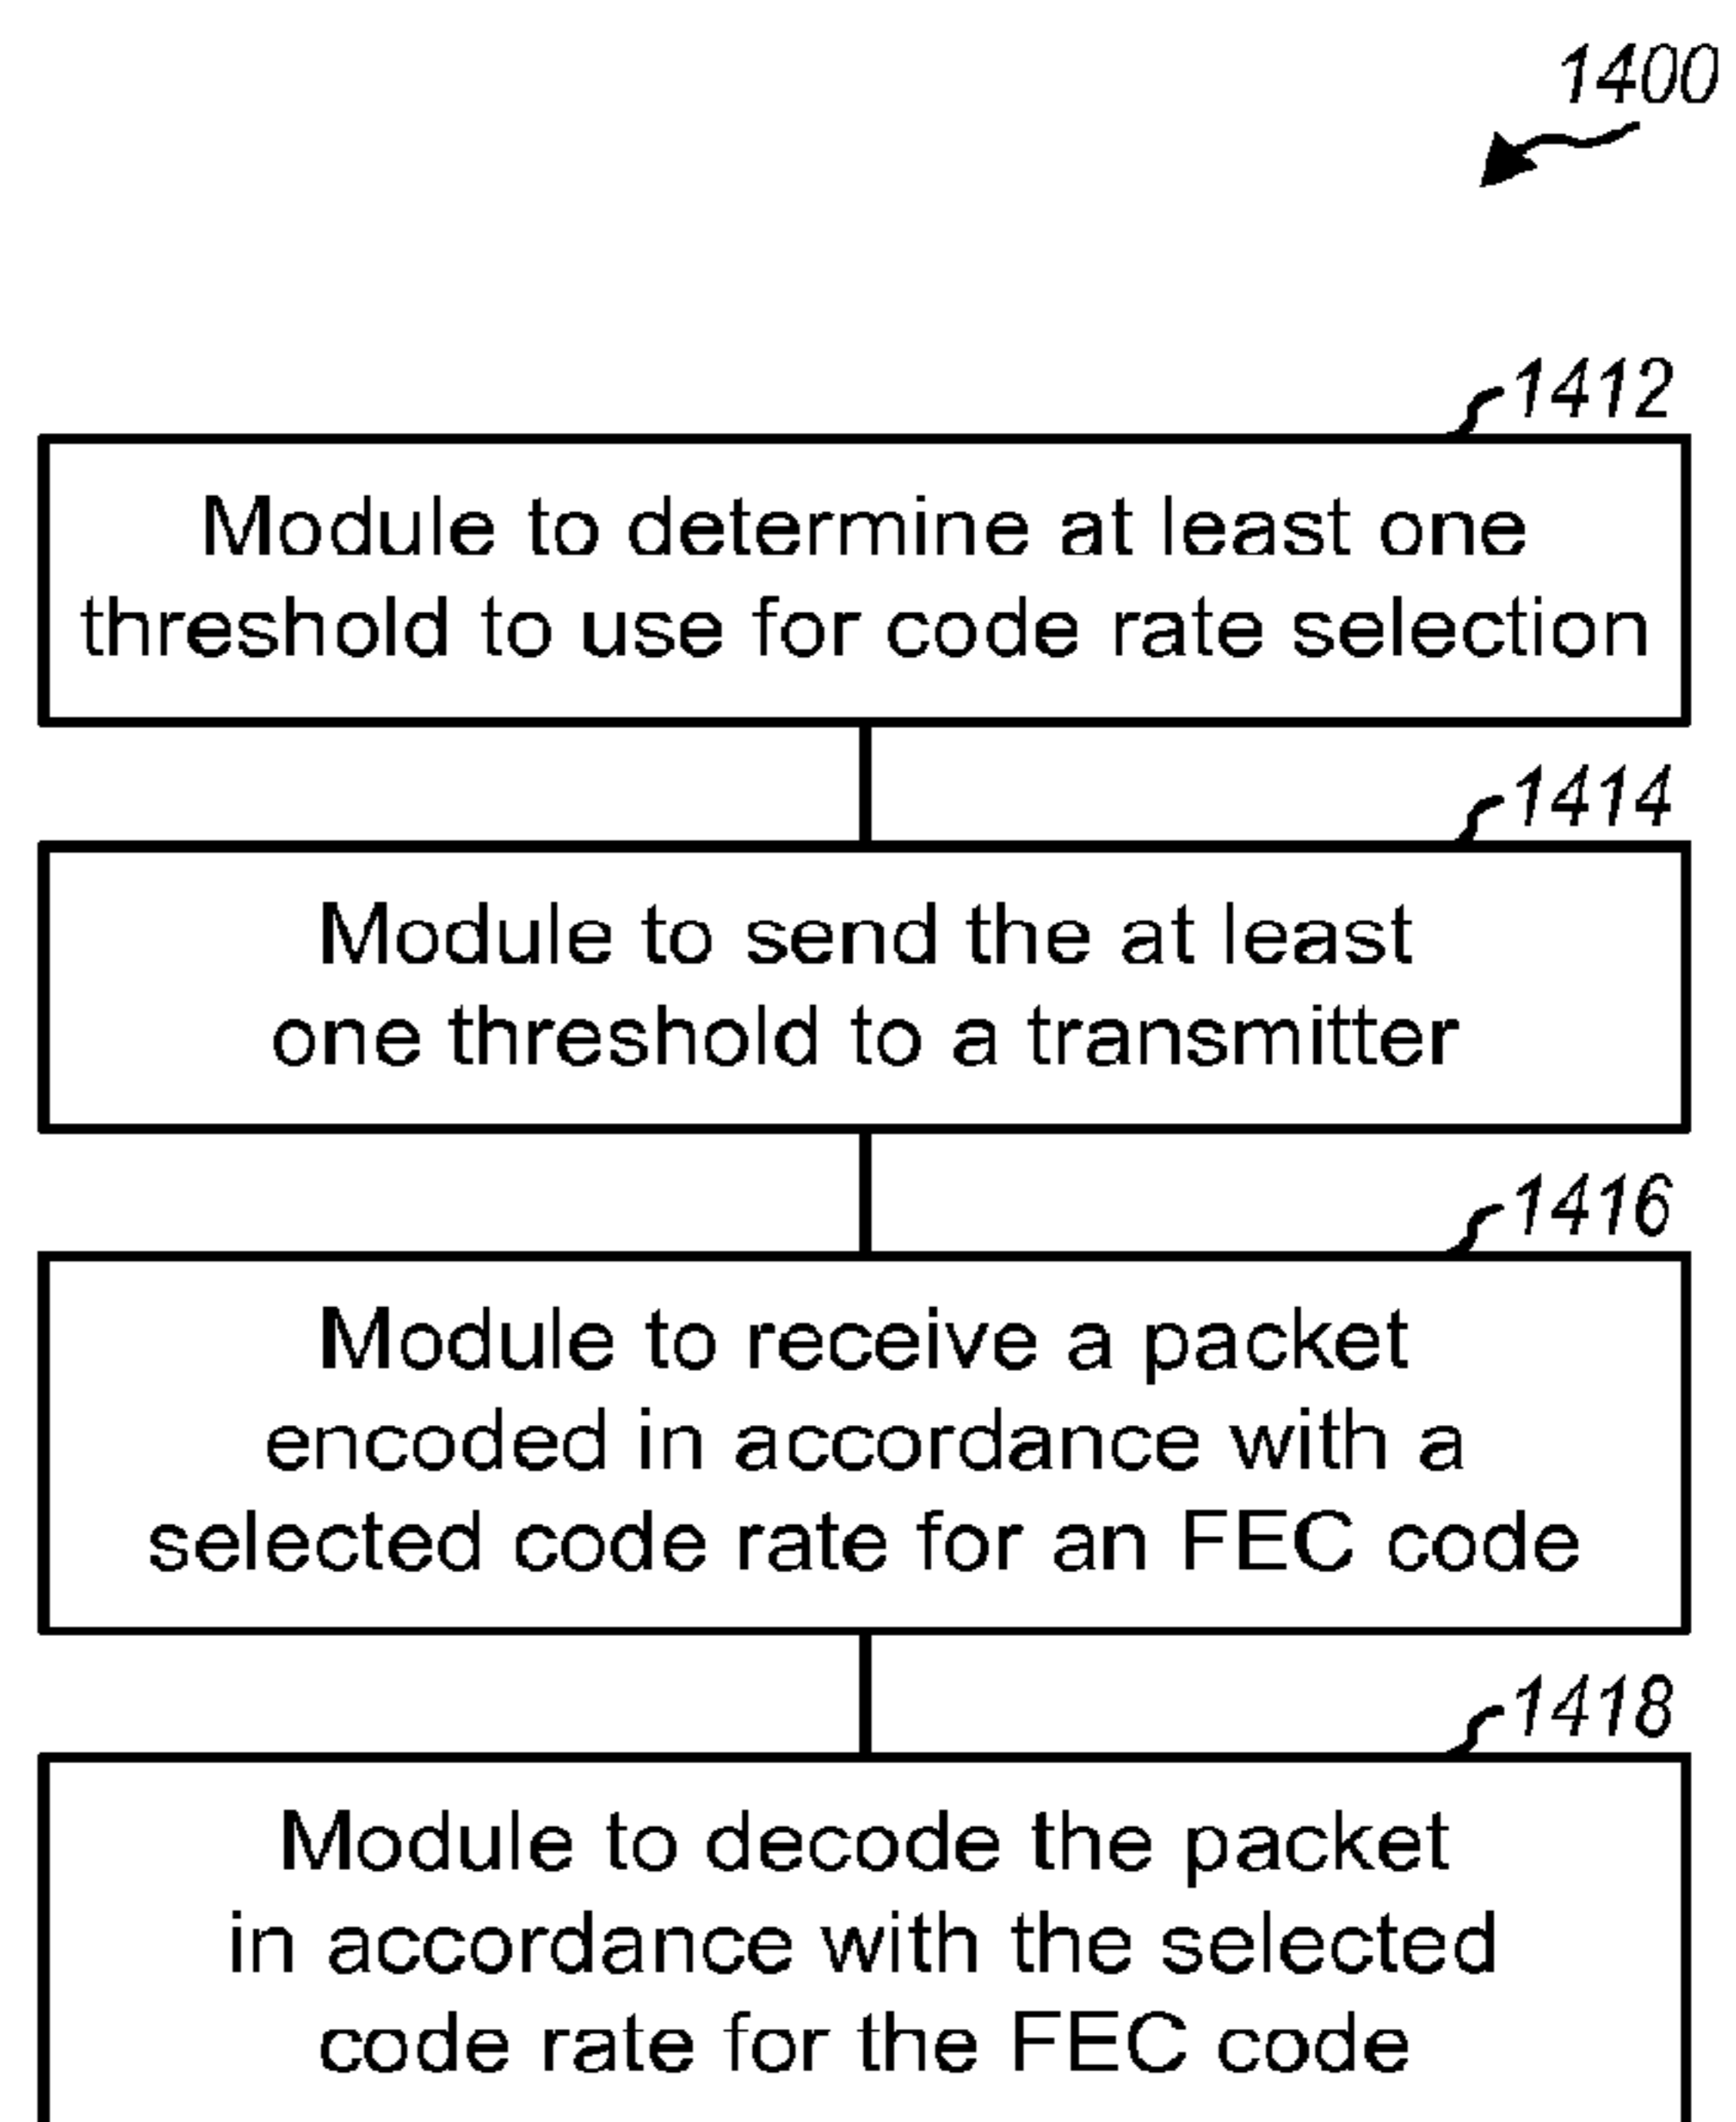 1400
1412
Module to determine at least one
threshold to use for code rate selection
1414
Module to send the at least
one threshold to a transmitter
1416
Module to receive a packet
encoded in accordance with a
selected code rate for an FEC code
1418
Module to decode the packet
in accordance with the selected
code rate for the FEC code